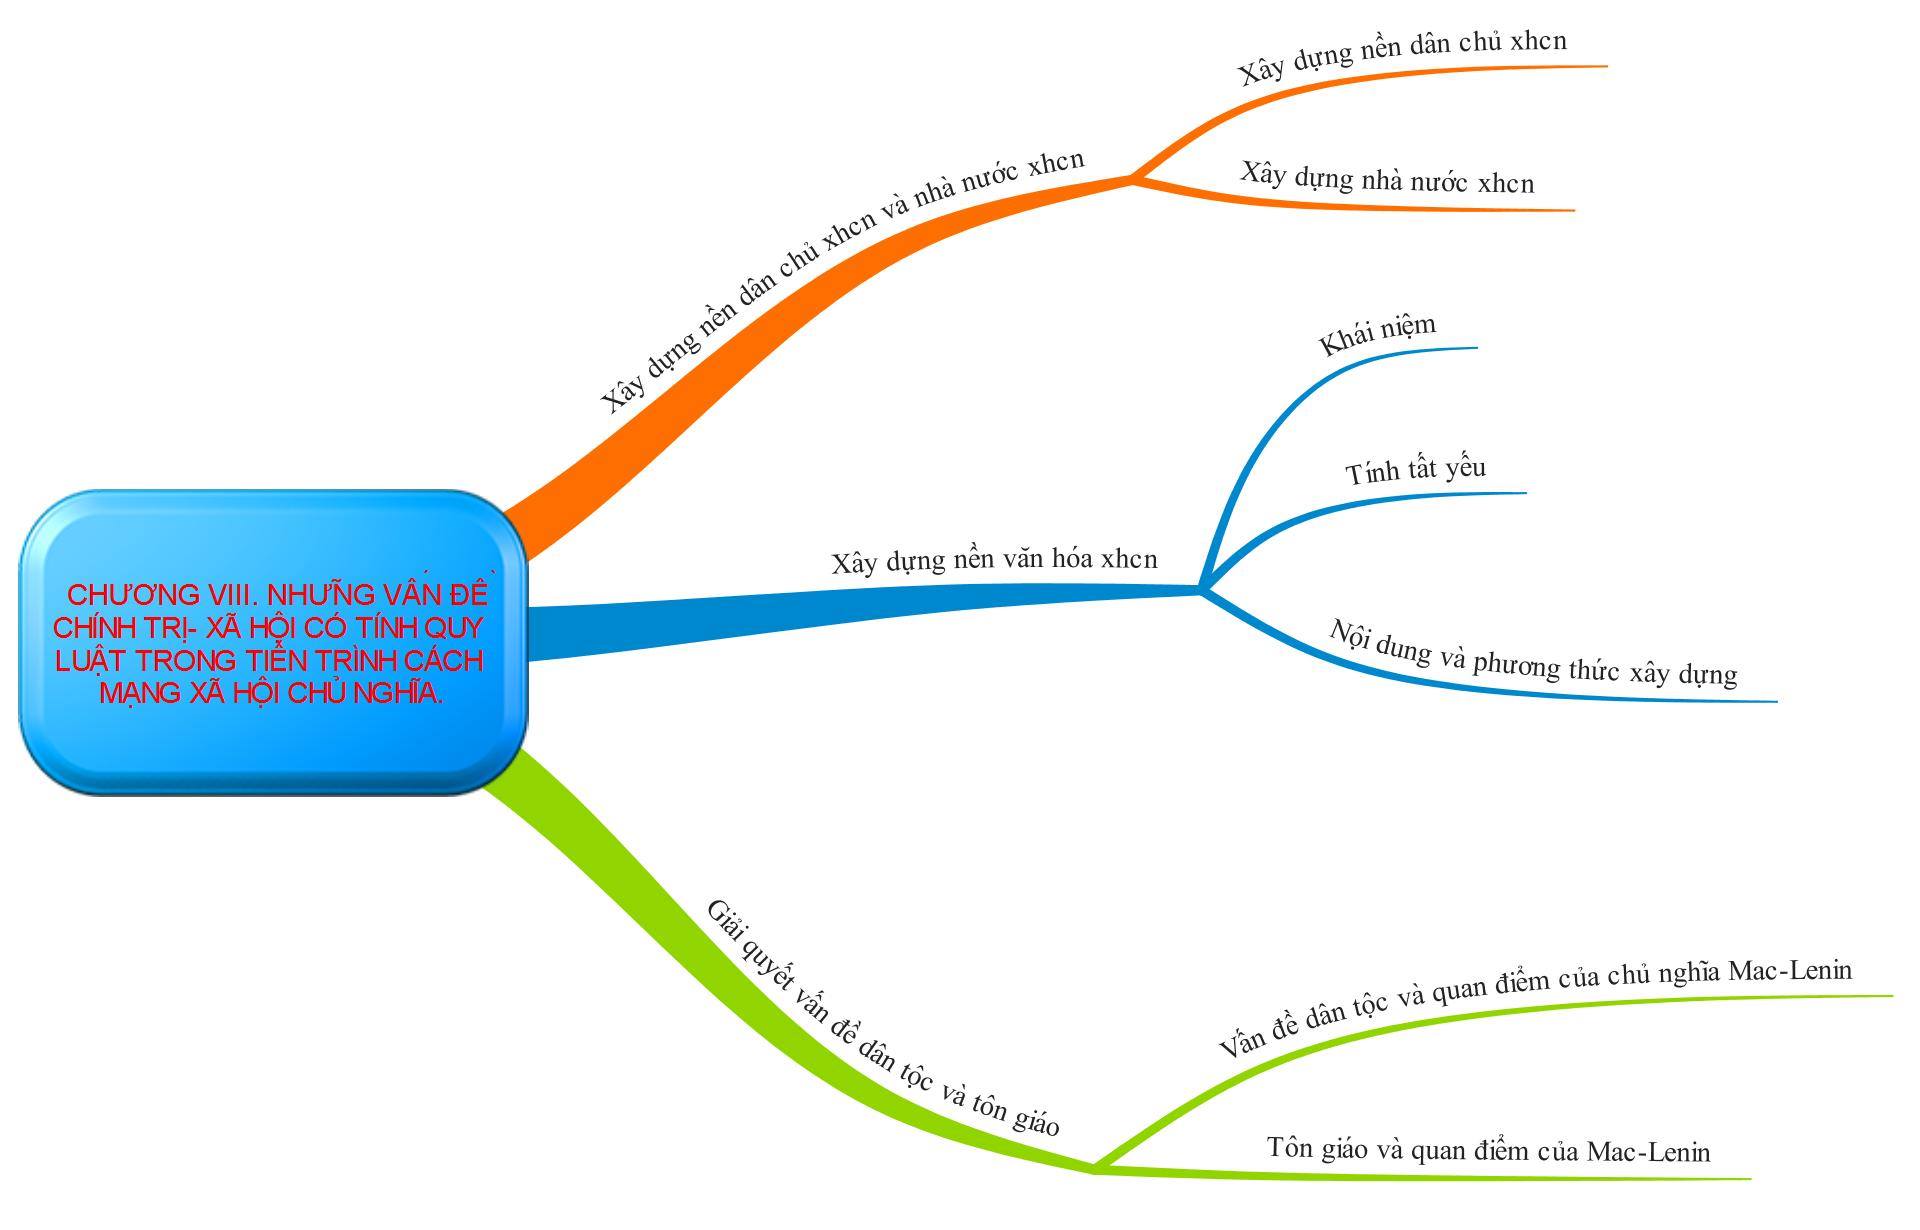 CHƯƠNG VIII. NHỮNG VẤN ĐỀ
CHÍNH TRỊ- XÃ HỘI CÓ TÍNH QUY
LUẬT TRONG TIẾN TRÌNH CÁCH
MẠNG XÃ HỘI CHỦ NGHĨA.
Xây dựng nền dân chủ xhcn và nhà nước xhcn
Xây dựng nền dân chủ xhcn
Xây dựng nhà nước xhcn
Xây dựng nền văn hóa xhcn
Khái niệm
Tính tất yếu
Nội dung và phương thức xây dựng
Giải quyết vấn đề dân tộc và tôn giáo
Vấn đề dân tộc và quan điểm của chủ nghĩa Mac-Lenin
Tôn giáo và quan điểm của Mac-Lenin